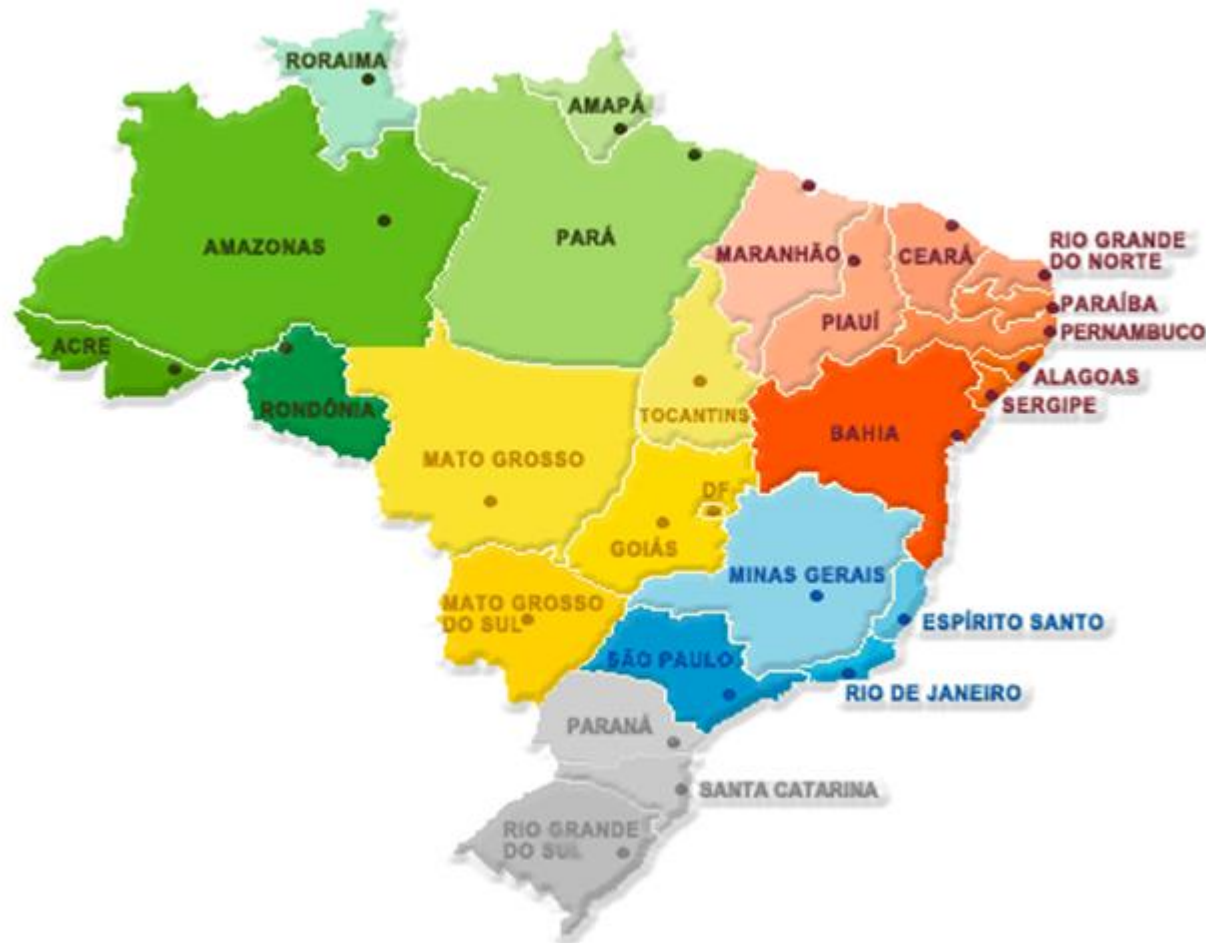 RORAIMA
AMAPÁ
AMAZONAS
PARÁ
MARANHÃO
CEARÁ
RIO GRANDE
DO NORTE
PARAÍBA
PIAUÍ
PERNAMBUCO
ACRE
ALAGOAS
SERGIPE
RONDÔNIA
TOCANTINS
BAHIA
MATO GROSSO
DF
GOIÁS
MINAS GERAIS
MATO GROSSO
DO SUL
ESPÍRITO SANTO
SÃO PAULO
RIO DE JANEIRO
PARANÁ
SANTA CATARINA
RIO GRANDE
DO SUL